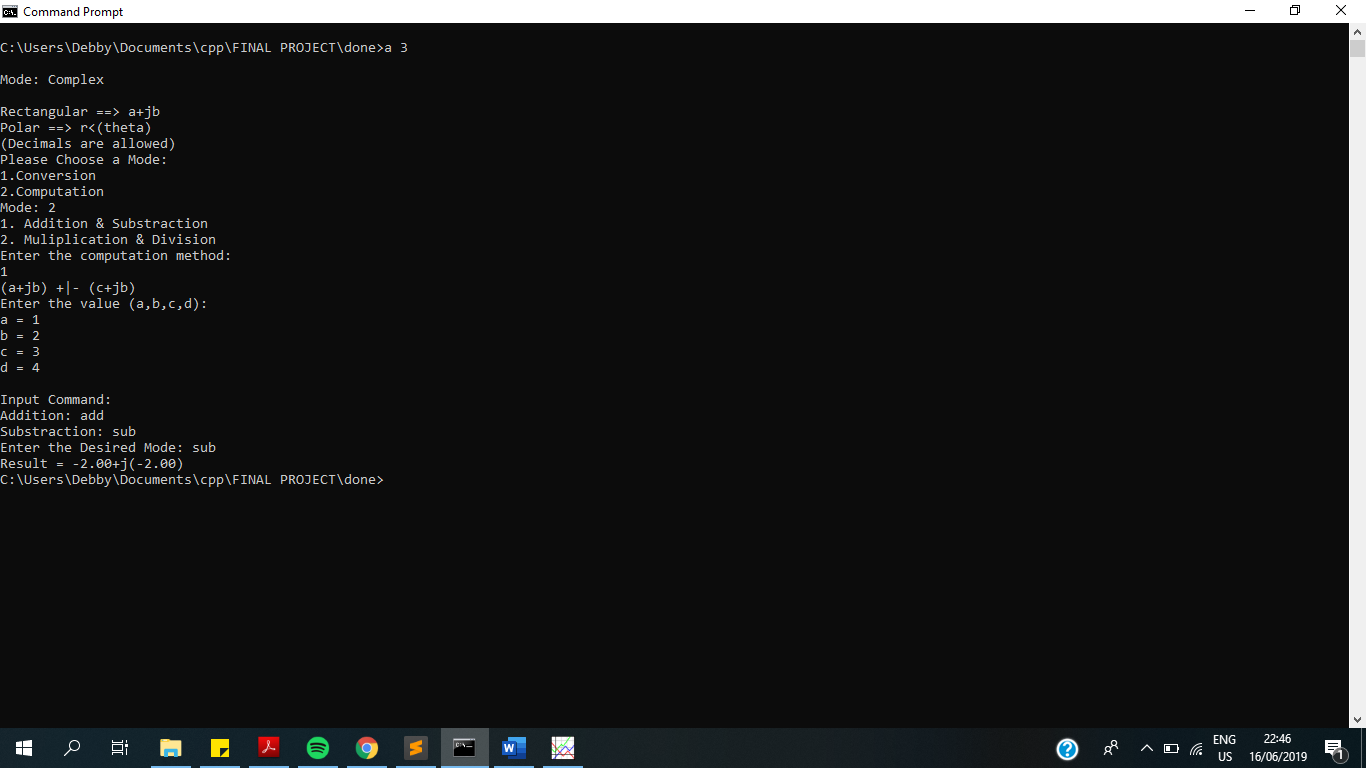 Command Prompt
C:\Users\Debby\Documents\cpp\FINAL PROJECT\done>a 3
Mode: Complex
Rectangular ==> a+jb
Polar ==> r<(theta)
(Decimals are allowed)
Please Choose a Mode:
1.Conversion
2.Computation
Mode: 2
1. Addition & Substraction
2. Muliplication & Division
Enter the computation method:
1
(a+jb) +|- (c+jb)
Enter the value (a,b,c,d):
a = 1
b = 2
c = 3
d = 4
Input Command:
Addition: add
Substraction: sub
Enter the Desired Mode: sub
Result = -2.00+j(-2.00)
C:\Users\Debby\Documents\cpp\FINAL PROJECT\done>
ENG
US
22:46
16/06/2019
1